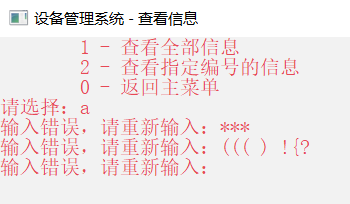 设备管理系统 - 查看信息
1 - 查看全部信息
2 - 查看指定编号的信息
0 - 返回主菜单
请选择：a
输入错误，请重新输入：***
输入错误，请重新输入：((( ) !{?
输入错误，请重新输入：